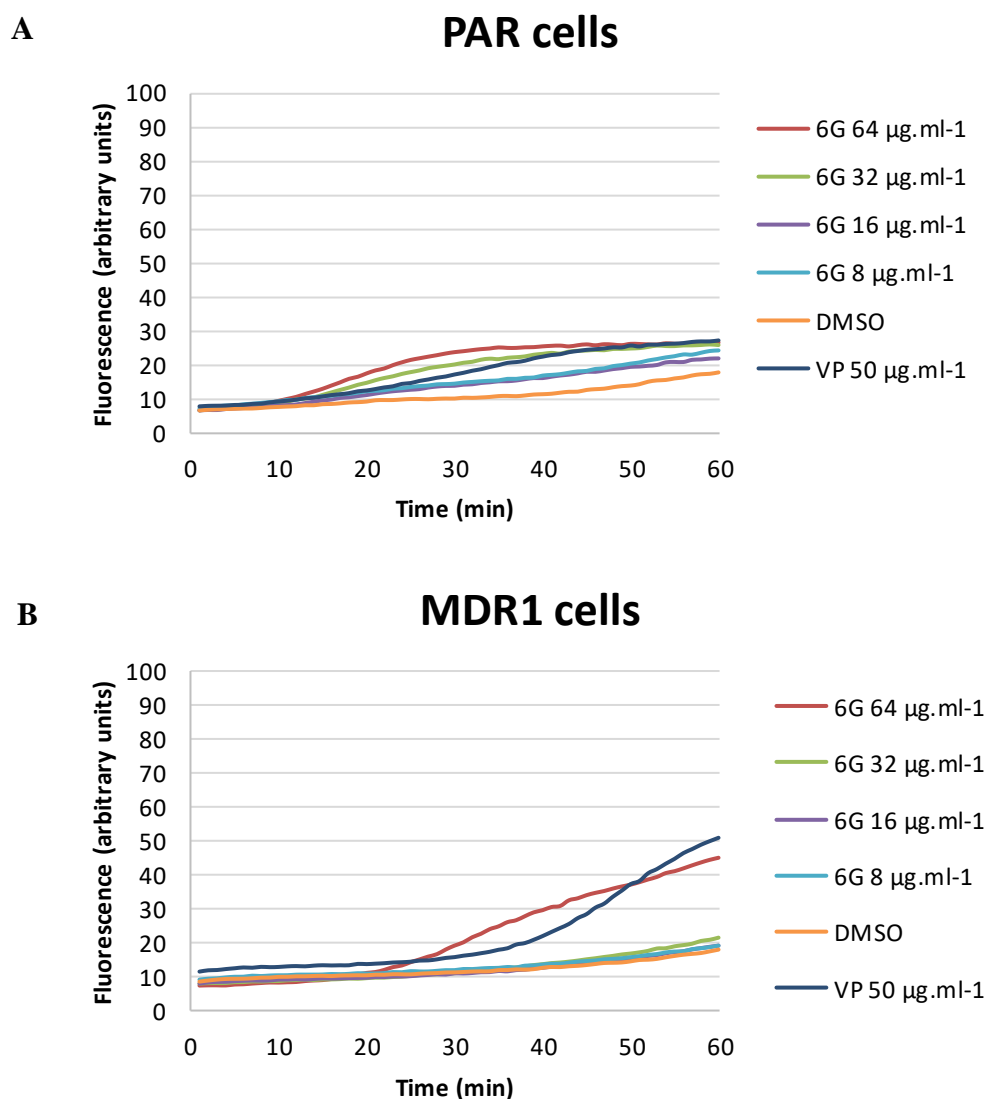 A
PAR cells
Fluorescence (arbitrary units)
100
90
80
70
60
50
40
30
20
10
0
0 10 20 30 40 50 60
Time (min)
6G 64 µg.ml-1
6G 32 µg.ml-1
6G 16 µg.ml-1
6G 8 µg.ml-1
DMSO
VP 50 µg.ml-1
B
MDR1 cells
Fluorescence (arbitrary units)
100
90
80
70
60
50
40
30
20
10
0
0 10 20 30 40 50 60
Time (min)
6G 64 µg.ml-1
6G 32 µg.ml-1
6G 16 µg.ml-1
6G 8 µg.ml-1
DMSO
VP 50 µg.ml-1